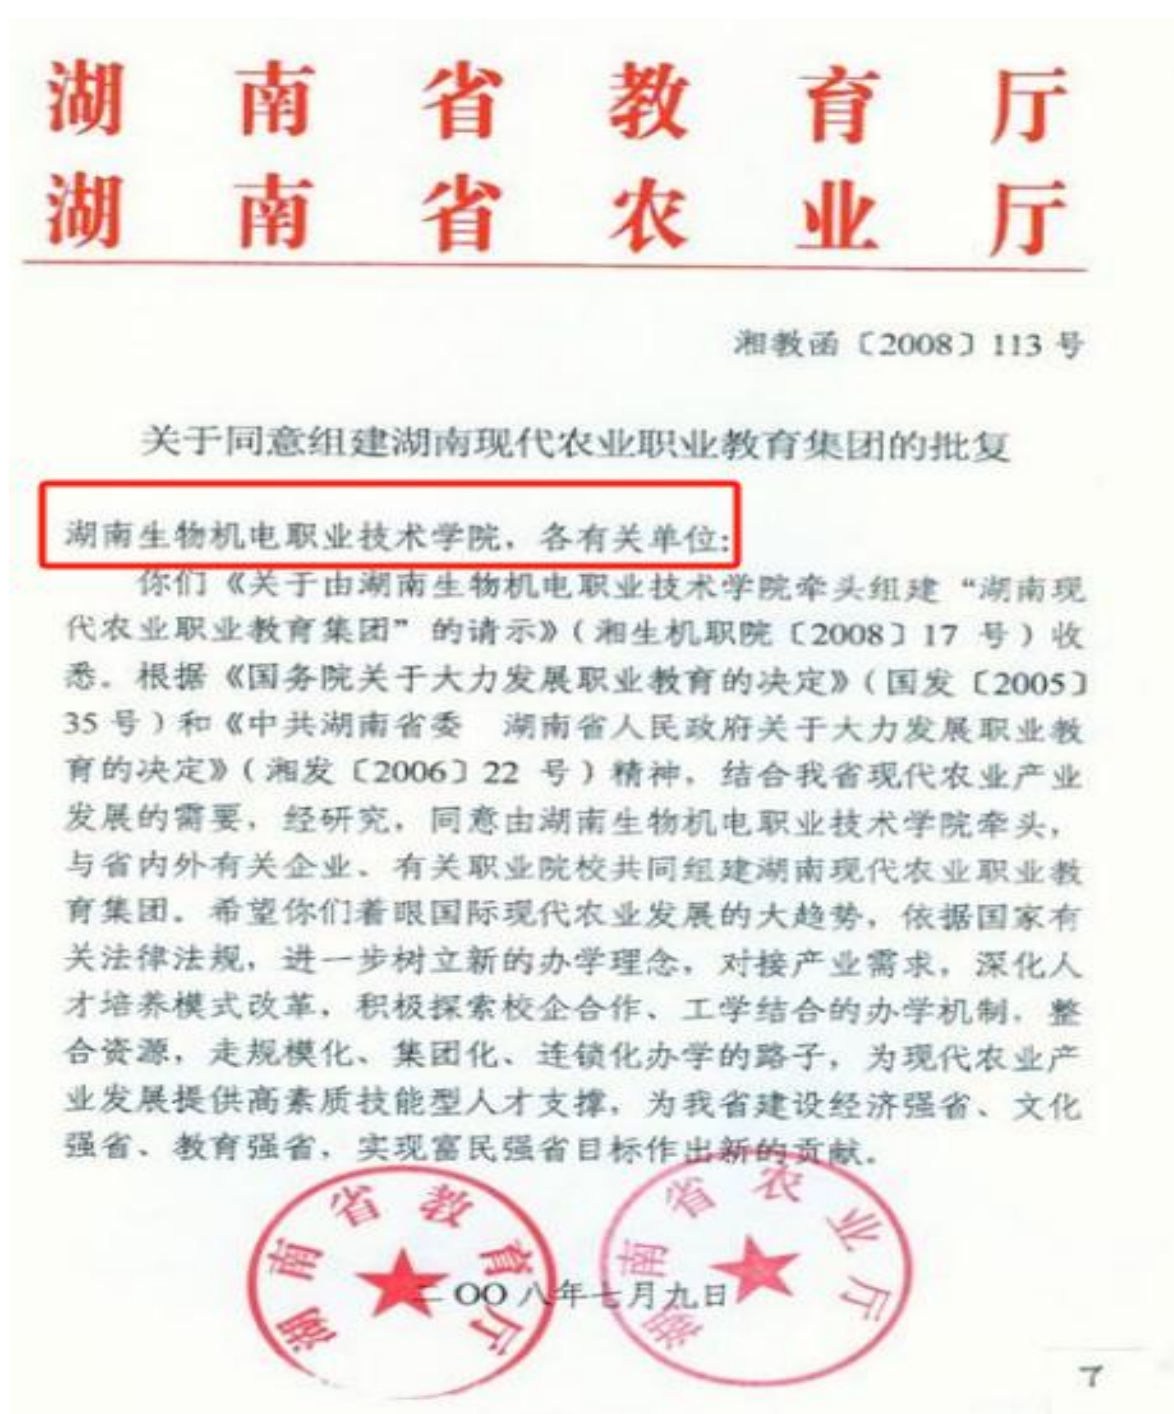 湖南省教育厅
湖南省农业厅
湘教函〔2008〕113号
关于同意组建湖南现代农业职业教育集团的批复
湖南生物机电职业技术学院，各有关单位：
你们《关于由湖南生物机电职业技术学院牵头组建“湖南现
代农业职业教育集团”的请示》（湘生机职院〔2008〕17 号）收
悉。根据《国务院关于大力发展职业教育的决定》（国发〔2005〕
35号）和《中共湖南省委 湖南省人民政府关于大力发展职业教
育的决定》（湘发〔2006〕22 号）精神，结合我省现代农业产业
发展的需要，经研究，同意由湖南生物机电职业技术学院牵头，
与省内外有关企业、有关职业院校共同组建湖南现代农业职业教
育集团。希望你们着眼国际现代农业发展的大趋势，依据国家有
关法律法规，进一步树立新的办学理念，对接产业需求，深化人
才培养模式改革，积极探索校企合作、工学结合的办学机制，整
合资源，走规模化、集团化、连锁化办学的路子，为现代农业产
业发展提供高素质技能型人才支撑，为我省建设经济强省、文化
强省、教育强省，实现富民强省目标作出新的贡献。
湖南省教育厅
湖南省农业厅
二〇〇八年七月九日
7